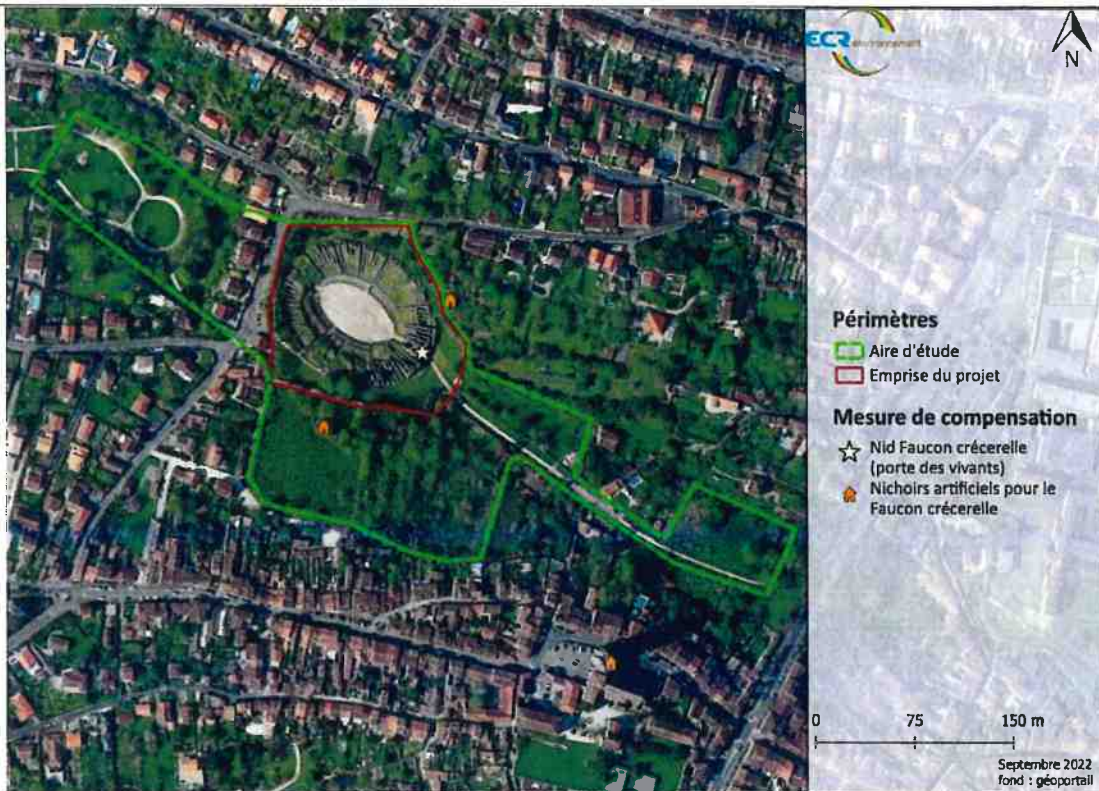 ECR environnement
N
Périmètres
Aire d'étude
Emprise du projet
Mesure de compensation
Nid Faucon crécerelle
(porte des vivants)
Nichoirs artificiels pour le
Faucon crécerelle
0 75 150 m
Septembre 2022
fond : géoportail